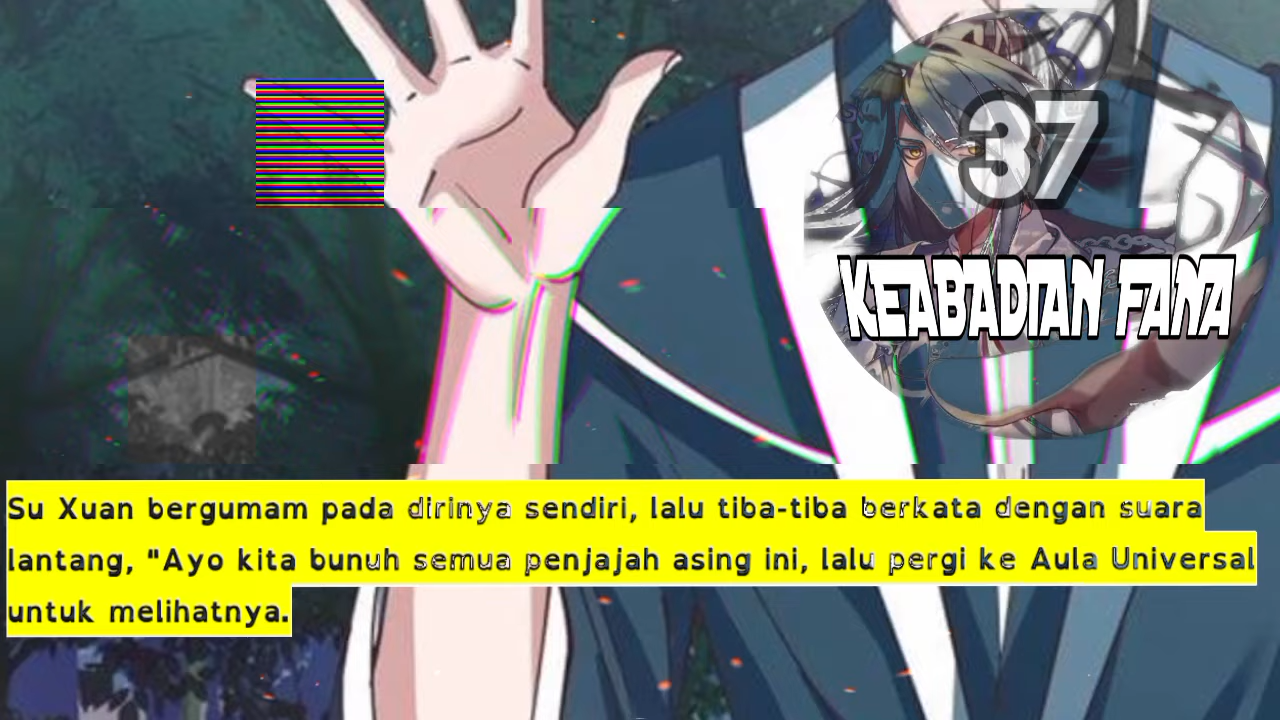 37
KEABADIAN FANA
Su Xuan bergumam pada dirinya sendiri, lalu tiba-tiba berkata dengan suara
lantang, "Ayo kita bunuh semua penjajah asing ini, lalu pergi ke Aula Universal
untuk melihatnya.